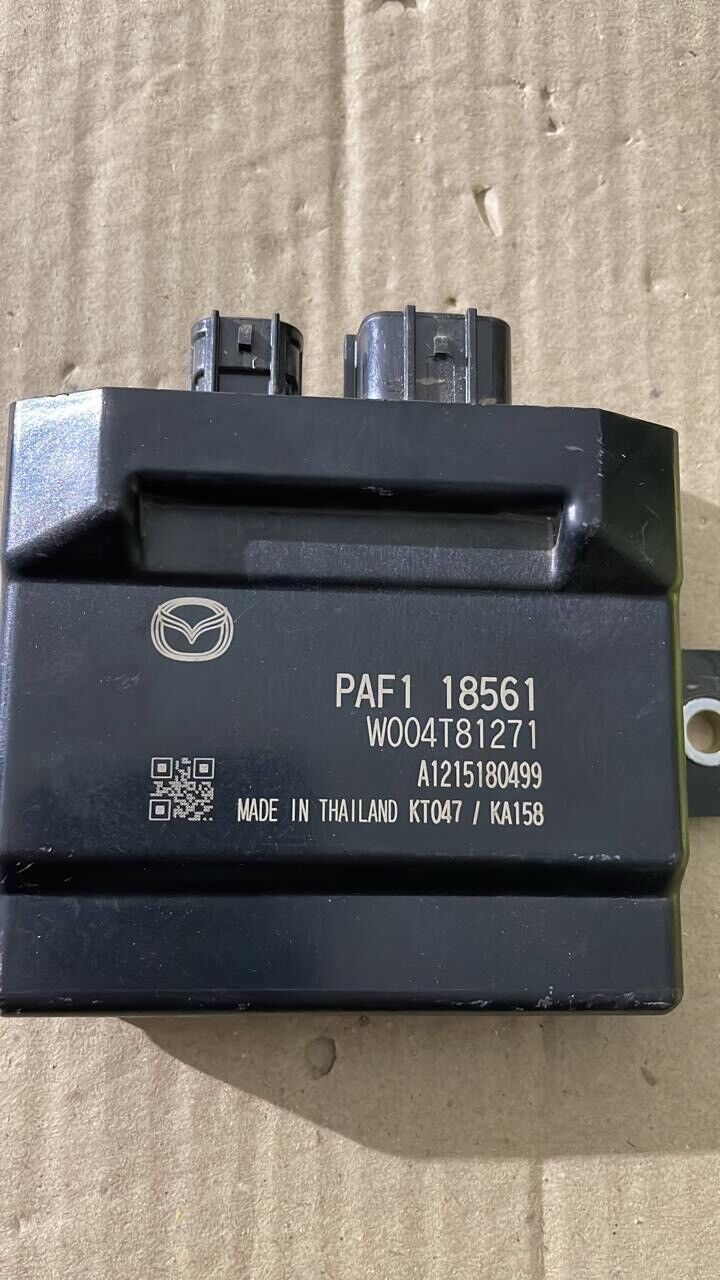 PAF1 18561
W004T81271
A1215180499
MADE IN THAILAND KT047 / KA158